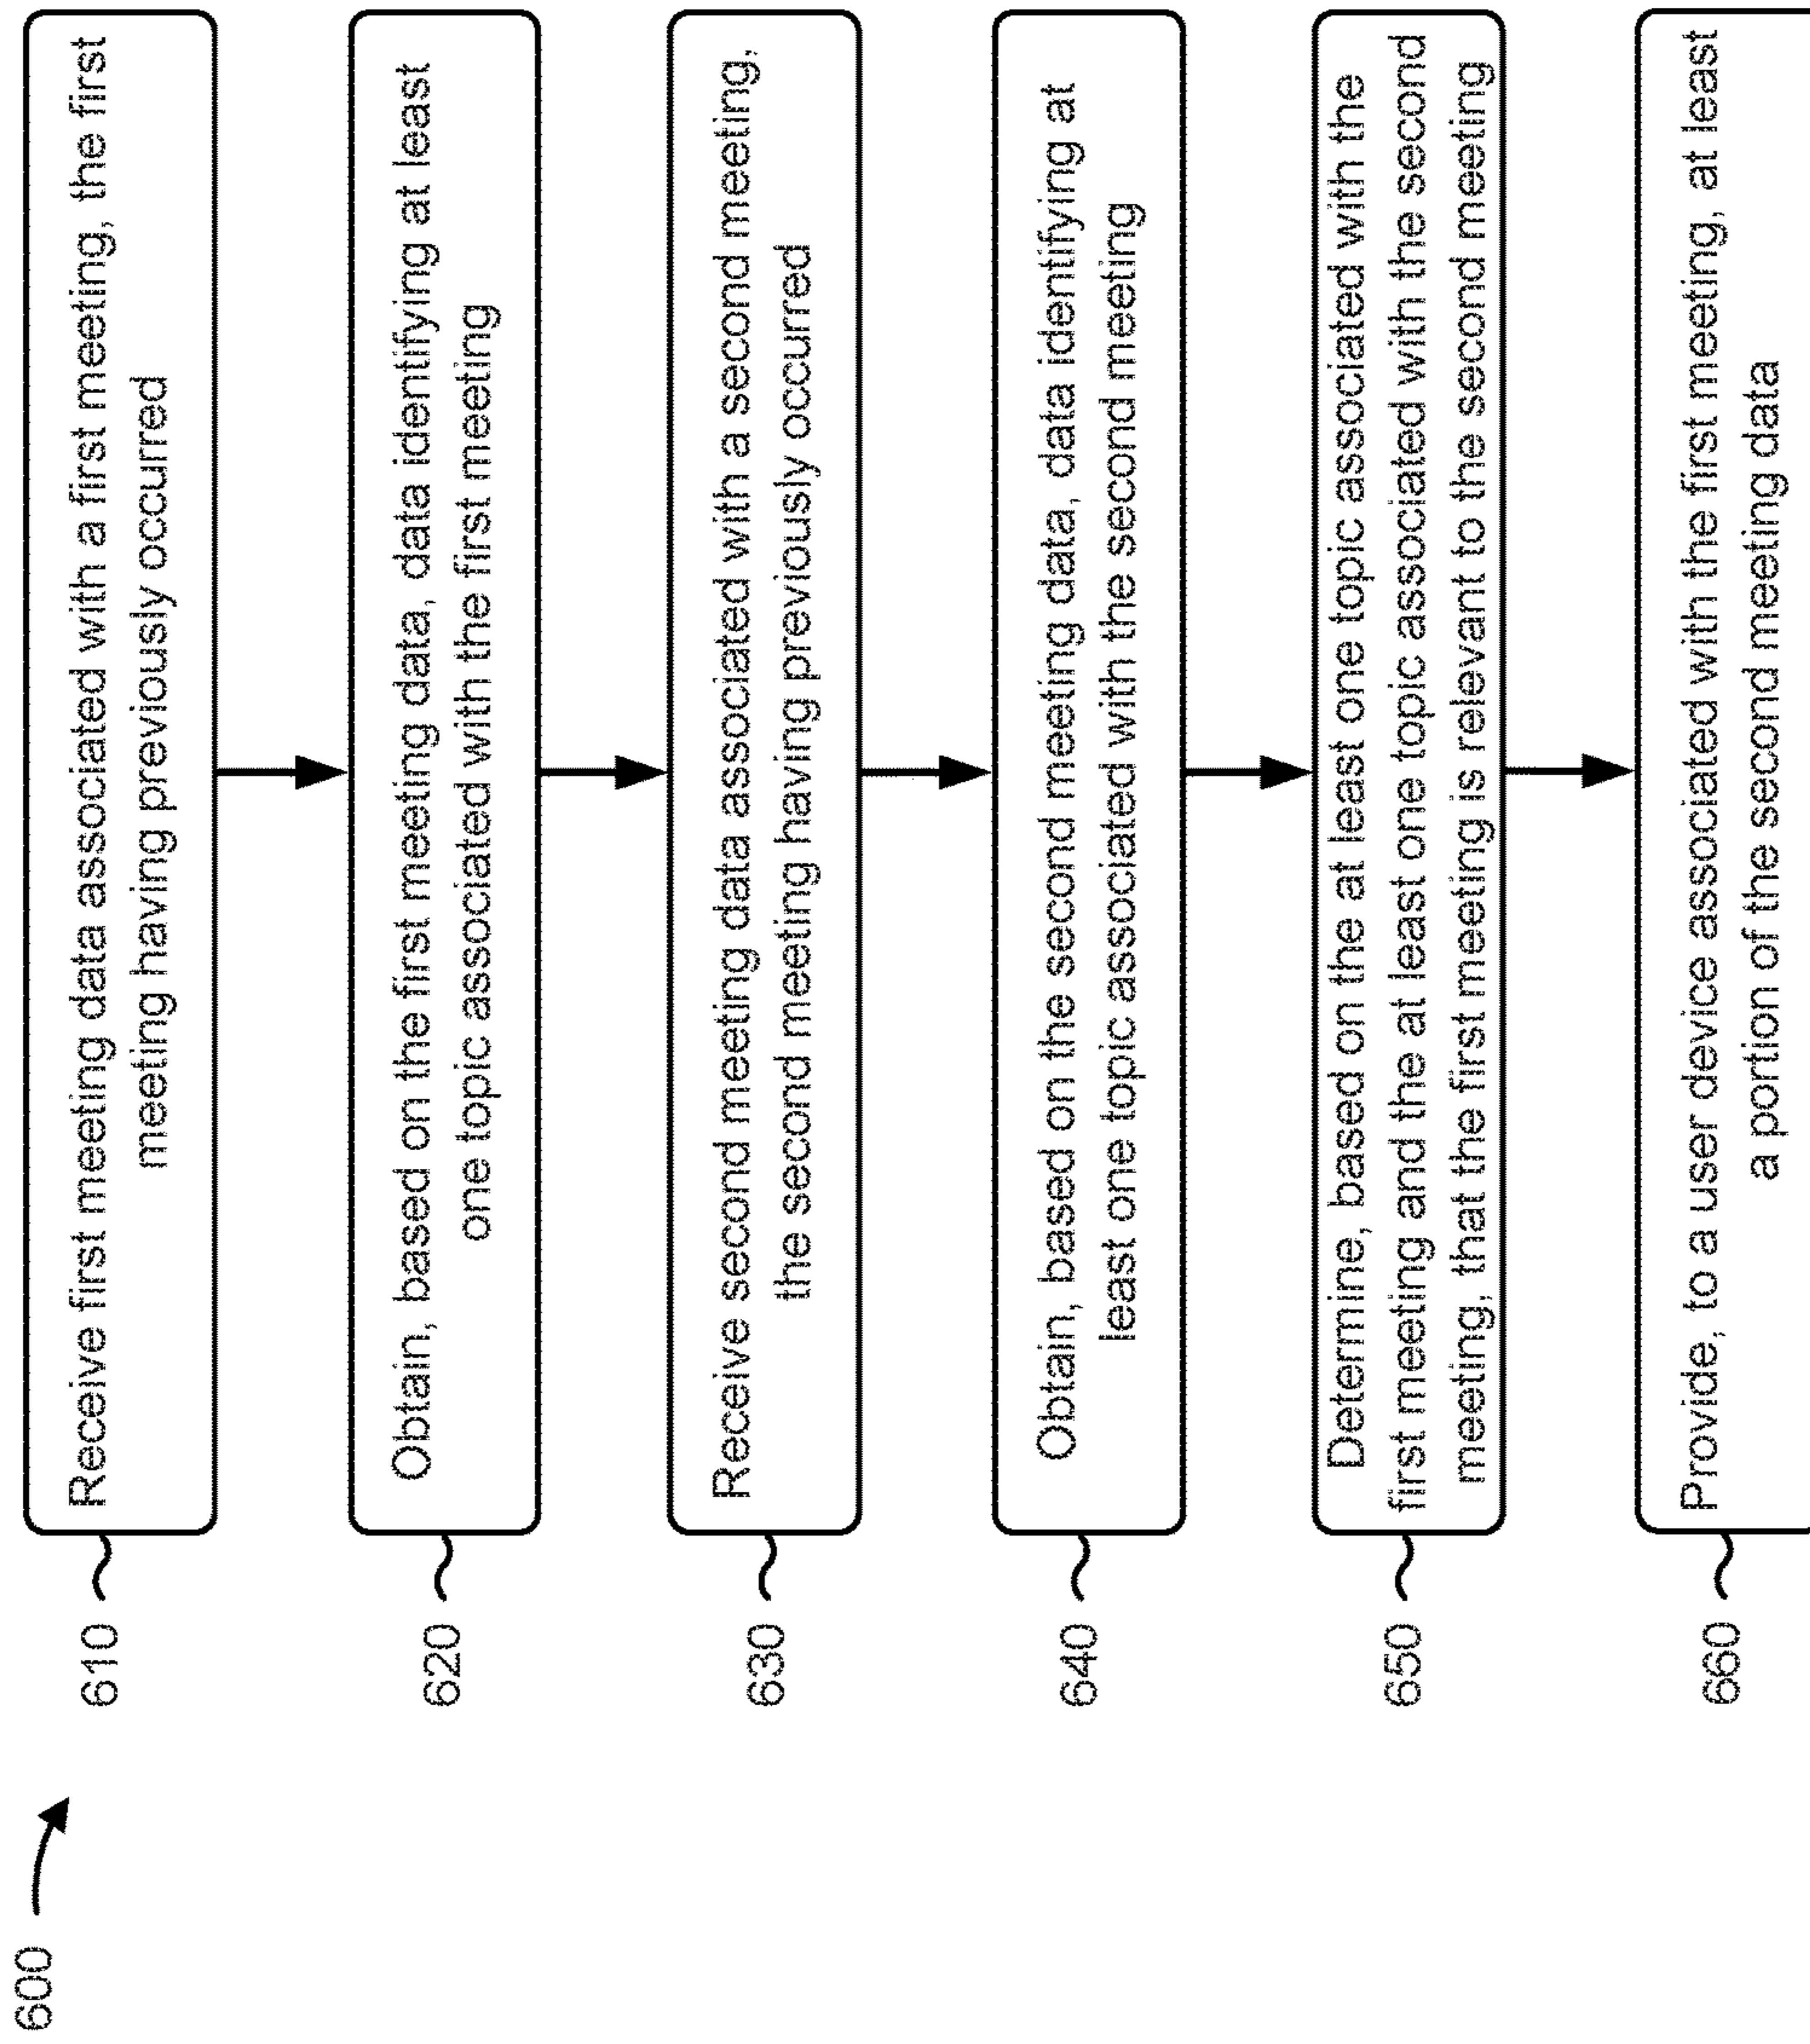 600
610
Receive first meeting data associated with a first meeting, the first
meeting having previously occurred
620
Obtain, based on the first meeting data, data identifying at least
one topic associated with the first meeting
630
Receive second meeting data associated with a second meeting,
the second meeting having previously occurred
640
Obtain, based on the second meeting data, data identifying at
least one topic associated with the second meeting
650
Determine, based on the at least one topic associated with the
first meeting and the at least one topic associated with the second
meeting, that the first meeting is relevant to the second meeting
660
Provide, to a user device associated with the first meeting, at least
a portion of the second meeting data